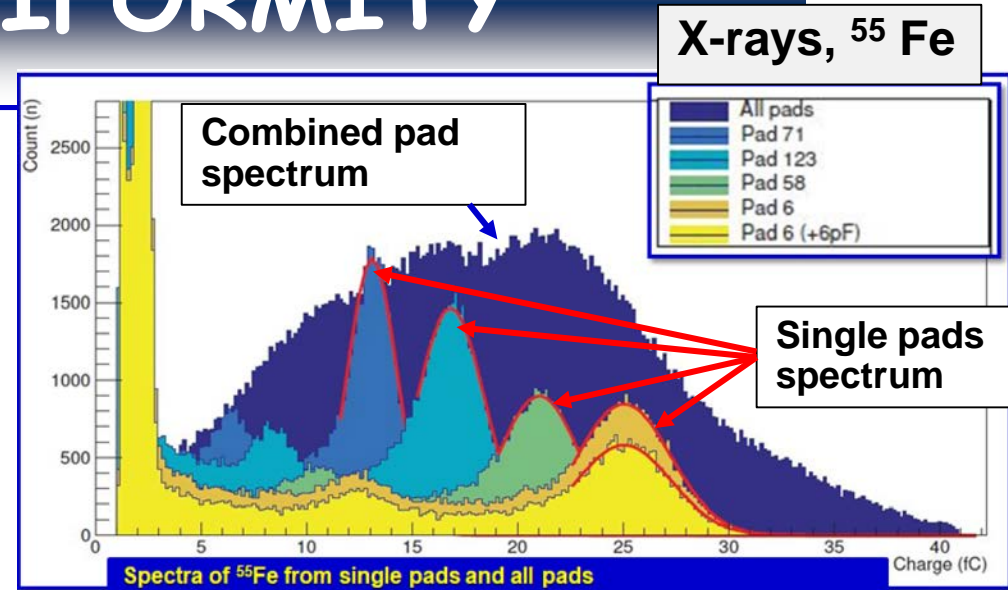 IFORMITY
X-rays, ⁵⁵ Fe
Count (n)
2500
2000
1500
1000
500
0
Combined pad
spectrum
All pads
Pad 71
Pad 123
Pad 58
Pad 6
Pad 6 (+6pF)
Single pads
spectrum
0 5 10 15 20 25 30 35 40
Charge (fC)
Spectra of ⁵⁵Fe from single pads and all pads